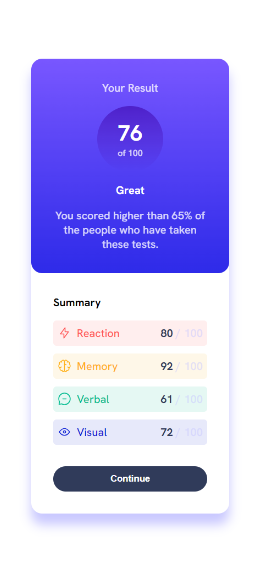 Your Result
76
of 100
Great
You scored higher than 65% of
the people who have taken
these tests.
Summary
Reaction 80 / 100
Memory 92 / 100
Verbal 61 / 100
Visual 72 / 100
Continue